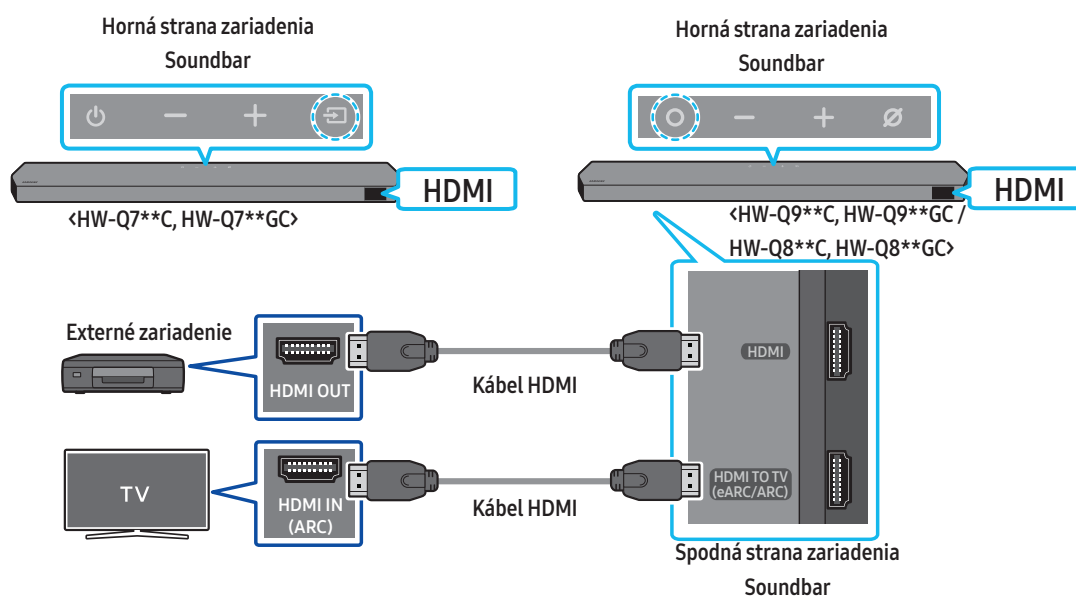 Horná strana zariadenia
Soundbar
HDMI
<HW-Q7**C, HW-Q7**GC>
Horná strana zariadenia
Soundbar
HDMI
<HW-Q9**C, HW-Q9**GC /
HW-Q8**C, HW-Q8**GC>
Externé zariadenie
HDMI OUT
Kábel HDMI
HDMI
TV
HDMI IN
(ARC)
Kábel HDMI
HDMI TO TV
(eARC/ARC)
Spodná strana zariadenia
Soundbar